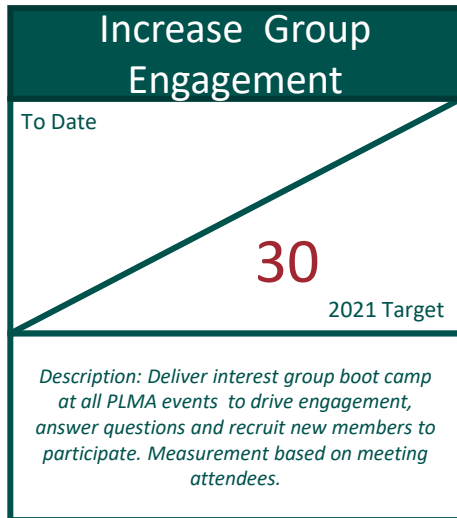 Increase Group
Engagement
To Date
30
2021 Target
Description: Deliver interest group boot camp
at all PLMA events to drive engagement,
answer questions and recruit new members to
participate. Measurement based on meeting
attendees.